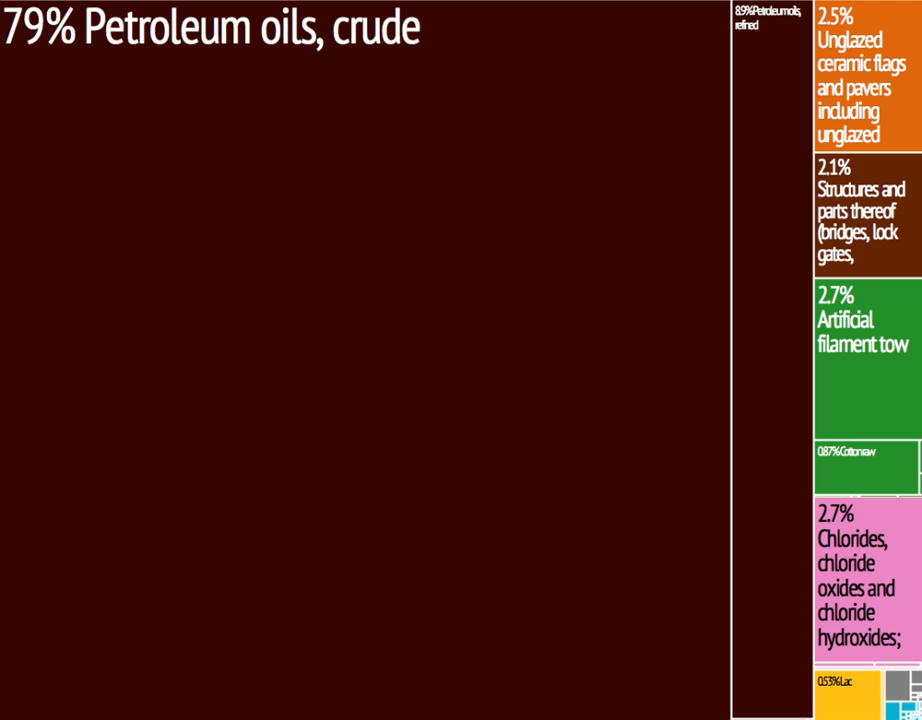 79% Petroleum oils, crude
8.9%Petroleum oils,
refined
2.5%
Unglazed
ceramic flags
and pavers
including
unglazed
2.1%
Structures and
parts thereof
(bridges, lock
gates,
2.7%
Artificial
filament tow
0.87%Cotton raw
2.7%
Chlorides,
chloride
oxides and
chloride
hydroxides;
0.53% Lac